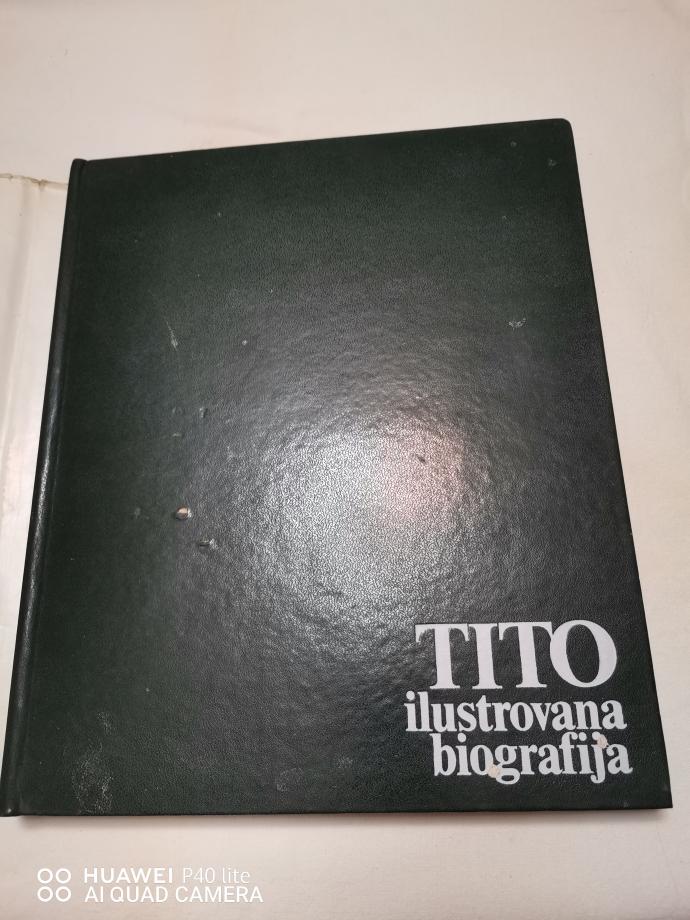 TITO
ilustrovana
biografija
HUAWEI P40 lite
AI QUAD CAMERA